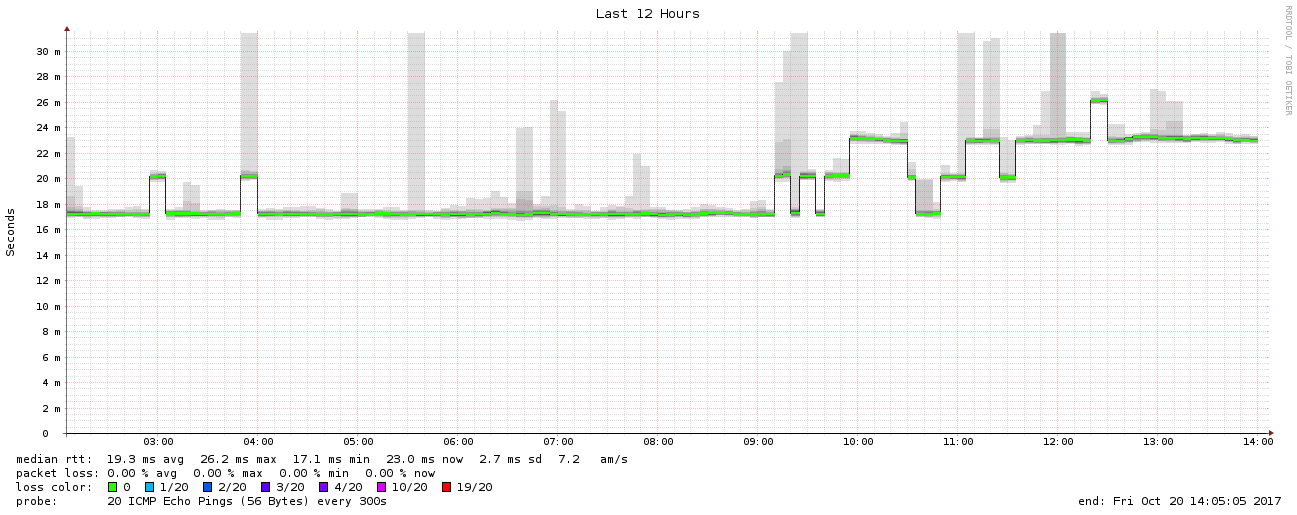 Last 12 Hours
RRDTOOL / TOBI OETIKER
Seconds
30 m
28 m
26 m
24 m
22 m
20 m
18 m
16 m
14 m
12 m
10 m
8 m
6 m
4 m
2 m
0
03:00 04:00 05:00 06:00 07:00 08:00 09:00 10:00 11:00 12:00 13:00 14:00
median rtt: 19.3 ms avg 26.2 ms max 17.1 ms min 23.0 ms now 2.7 ms sd 7.2 am/s
packet loss: 0.00 % avg 0.00 % max 0.00 % min 0.00 % now
loss color: 0 1/20 2/20 3/20 4/20 10/20 19/20
probe: 20 ICMP Echo Pings (56 Bytes) every 300s end: Fri Oct 20 14:05:05 2017